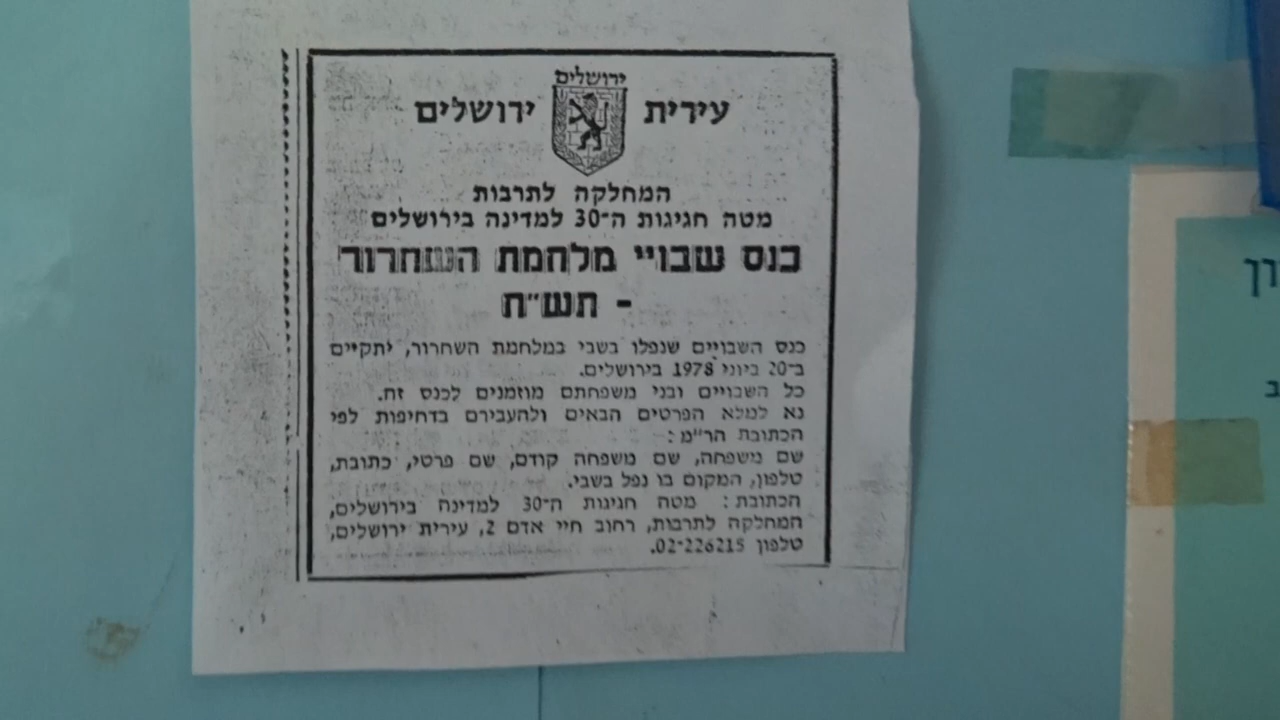 ירושלים
עירית ירושלים
המחלקה לתרבות
מטה חגיגות ה־30 למדינה בירושלים
כנס שבויי מלחמת השחרור
- תש״ח
כנס השבויים שנפלו בשבי במלחמת השחרור, יתקיים
ב־20 ביוני 1978 בירושלים.
כל השבויים ובני משפחתם מוזמנים לכנס זה.
נא למלא הפרטים הבאים ולהעבירם בדחיפות לפי
הכתובת הר״מ:
שם משפחה, שם משפחה קודם, שם פרטי, כתובת,
טלפון, המקום בו נפל בשבי.
הכתובת: מטה חגיגות ה־30 למדינה בירושלים,
המחלקה לתרבות, רחוב חיי אדם 2, עירית ירושלים,
טלפון 02-226215.